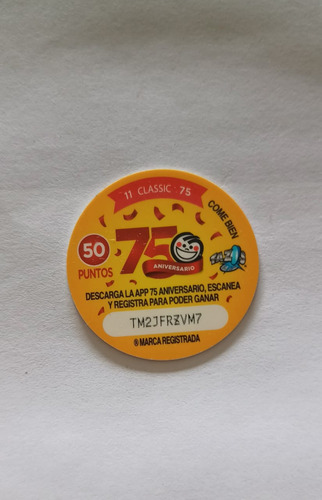 11 CLASSIC 75
COME BIEN
50
PUNTOS
75
ANIVERSARIO
DESCARGA LA APP 75 ANIVERSARIO, ESCANEA
Y REGISTRA PARA PODER GANAR
TM2JFRZVM7
® MARCA REGISTRADA